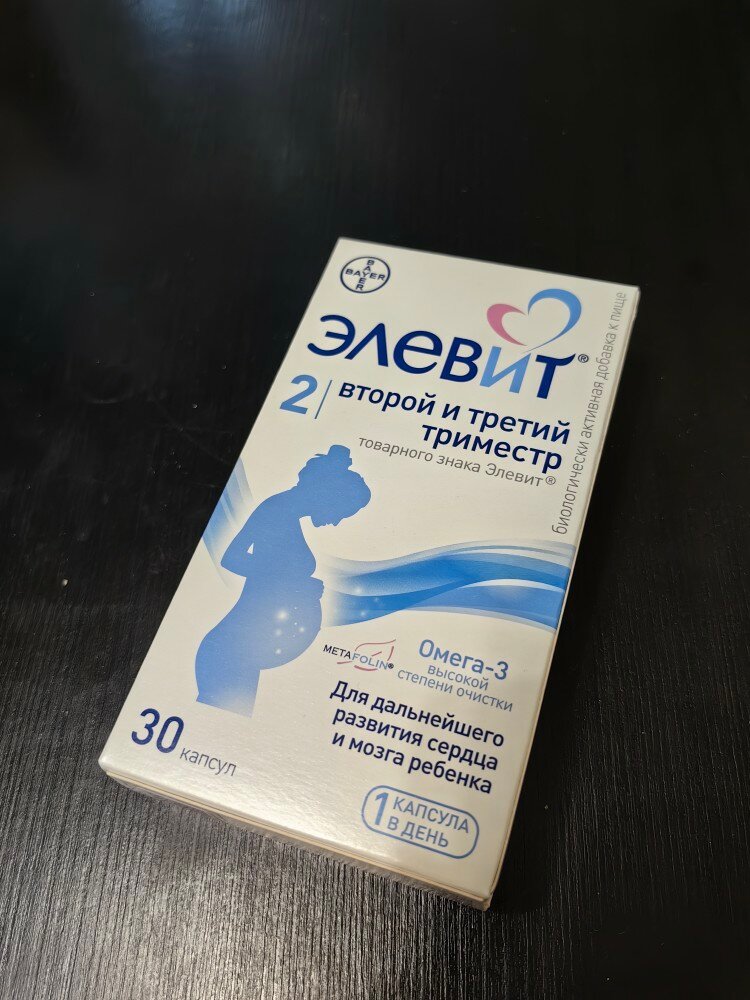 BAYER
BAYER
элевит®
2 | второй и третий
триместр
товарного знака Элевит®
биологически активная добавка к пище
METAFOLIN®
Омега-3
высокой
степени очистки
Для дальнейшего
развития сердца
и мозга ребенка
30 капсул
1 КАПСУЛА
В ДЕНЬ